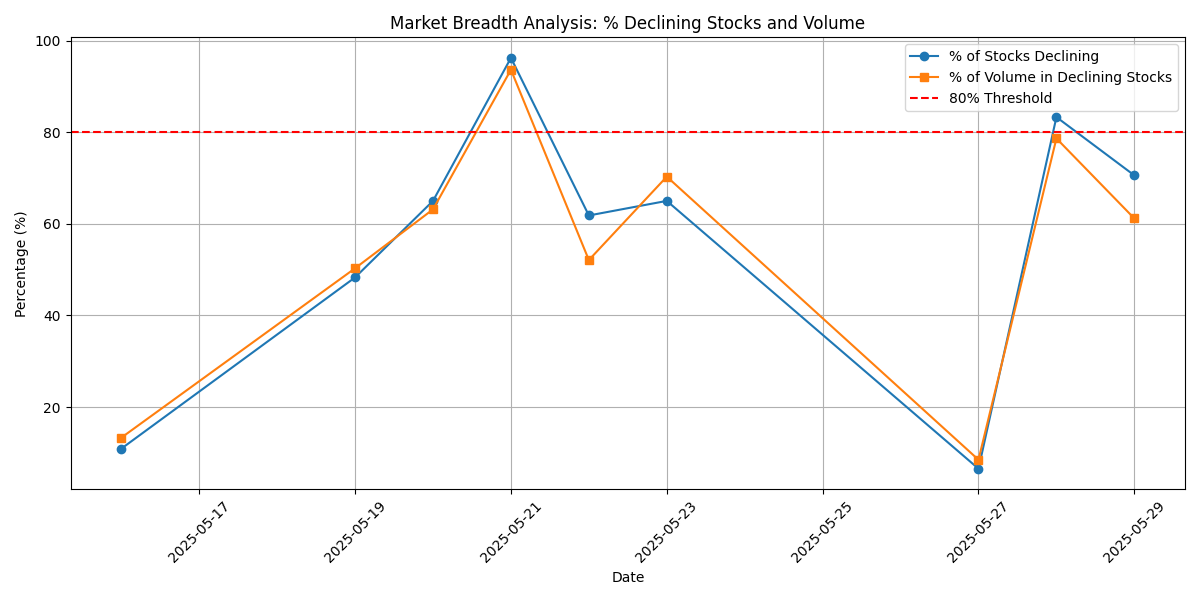 Market Breadth Analysis: % Declining Stocks and Volume
% of Stocks Declining
% of Volume in Declining Stocks
80% Threshold
Percentage (%)
100
80
60
40
20
2025-05-17
2025-05-19
2025-05-21
2025-05-23
2025-05-25
2025-05-27
2025-05-29
Date